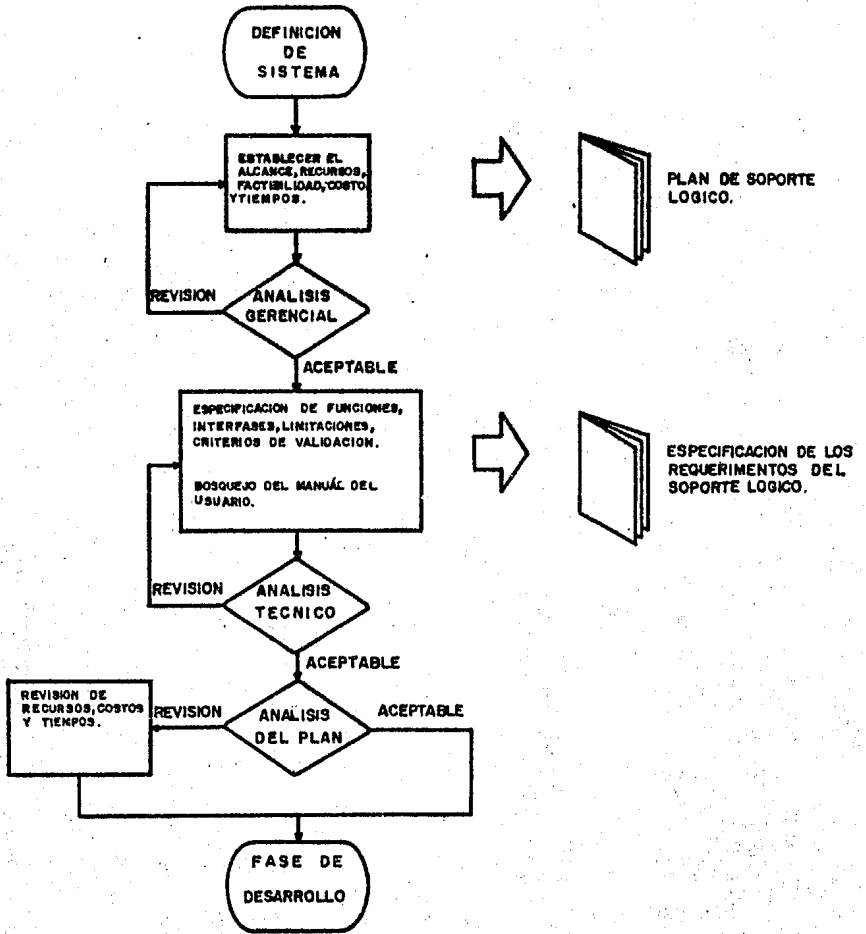 DEFINICION
DE
SISTEMA
ESTABLECER EL
ALCANCE, RECURSOS,
FACTIBILIDAD, COSTO
Y TIEMPOS.
PLAN DE SOPORTE
LOGICO.
REVISION
ANALISIS
GERENCIAL
ACEPTABLE
ESPECIFICACION DE FUNCIONES,
INTERFASES, LIMITACIONES,
CRITERIOS DE VALIDACION.
BOSQUEJO DEL MANUÁL DEL
USUARIO.
ESPECIFICACION DE LOS
REQUERIMENTOS DEL
SOPORTE LOGICO.
REVISION
ANALISIS
TECNICO
ACEPTABLE
REVISION DE
RECURSOS, COSTOS
Y TIEMPOS.
REVISION
ANALISIS
DEL PLAN
ACEPTABLE
FASE DE
DESARROLLO